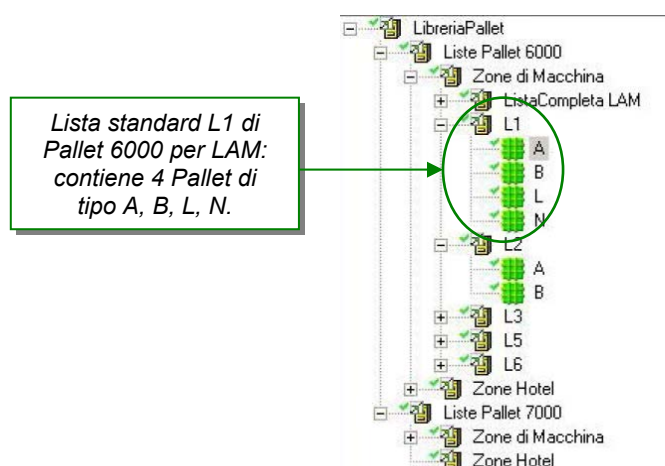 LibreriaPallet
Liste Pallet 6000
Zone di Macchina
ListaCompleta LAM
L1
A
B
L
N
L2
A
B
L3
L5
L6
Zone Hotel
Liste Pallet 7000
Zone di Macchina
Zone Hotel
Lista standard L1 di
Pallet 6000 per LAM:
contiene 4 Pallet di
tipo A, B, L, N.